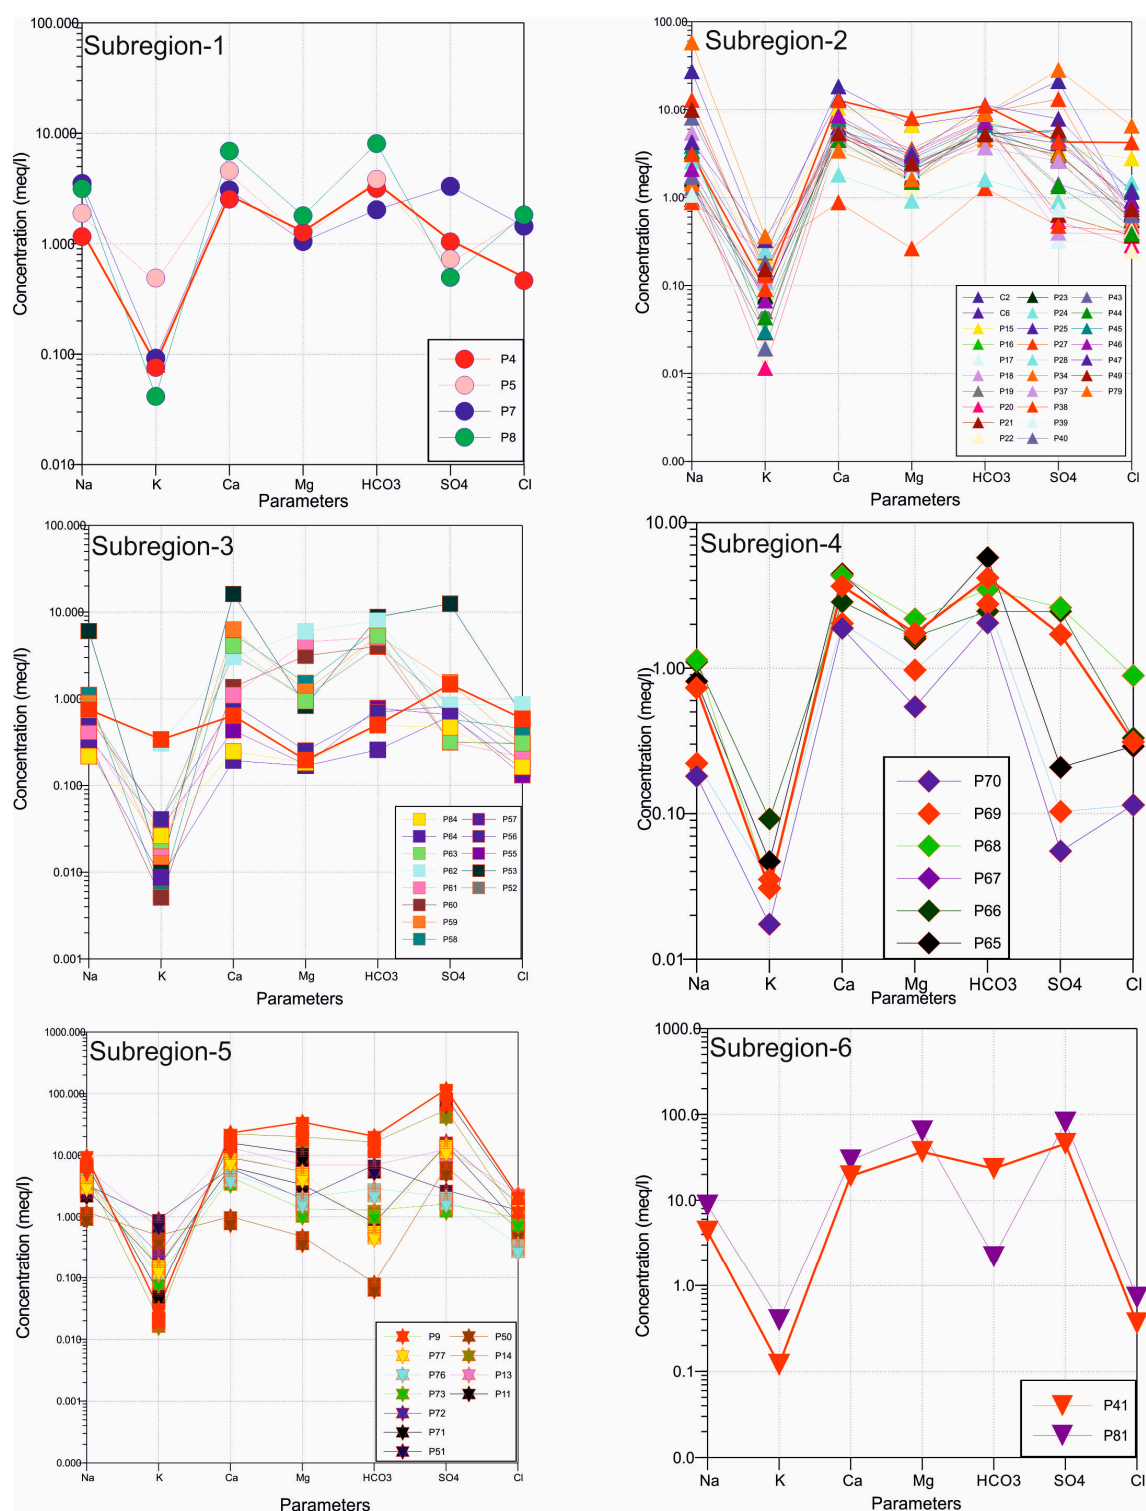 Subregion-1
Concentration (meq/l)
100.000
10.000
1.000
0.100
0.010
Na K Ca Mg HCO3 SO4 Cl
Parameters
P4
P5
P7
P8
Subregion-2
Concentration (meq/l)
100.00
10.00
1.00
0.10
0.01
0.00
Na K Ca Mg HCO3 SO4 Cl
Parameters
C2 P23 P43
C6 P24 P44
P15 P25 P45
P16 P27 P46
P17 P28 P47
P18 P34 P49
P19 P37 P79
P20 P38
P21 P39
P22 P40
Subregion-3
Concentration (meq/l)
100.000
10.000
1.000
0.100
0.010
0.001
Na K Ca Mg HCO3 SO4 Cl
Parameters
P84 P57
P64 P56
P63 P55
P62 P53
P61 P52
P60
P59
P58
Subregion-4
Concentration (meq/l)
10.00
1.00
0.10
0.01
Na K Ca Mg HCO3 SO4 Cl
Parameters
P70
P69
P68
P67
P66
P65
Subregion-5
Concentration (meq/l)
1000.000
100.000
10.000
1.000
0.100
0.010
0.001
0.000
Na K Ca Mg HCO3 SO4 Cl
Parameters
P9 P50
P77 P14
P76 P13
P73 P11
P72
P71
P51
Subregion-6
Concentration (meq/l)
1000.0
100.0
10.0
1.0
0.1
0.0
Na K Ca Mg HCO3 SO4 Cl
Parameters
P41
P81